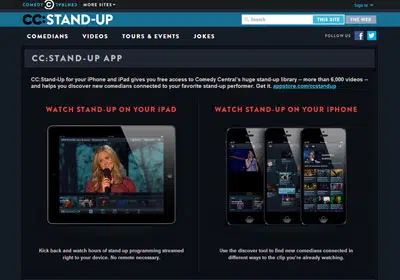 COMEDY CENTRAL MORE SITES
Sign in
CC:STAND-UP
THIS SITE
THE WEB
COMEDIANS VIDEOS TOURS & EVENTS JOKES
FOLLOW US
CC:STAND-UP APP
CC:Stand-Up for your iPhone and iPad gives you free access to Comedy Central's huge stand-up library -- more than 6,000 videos --
and helps you discover new comedians connected to your favorite stand-up performer. Get it. appstore.com/ccstandup
WATCH STAND-UP ON YOUR IPAD
WATCH STAND-UP ON YOUR IPHONE
Kick back and watch hours of stand up programming streamed
right to your device. No remote necessary.
Use the discover tool to find new comedians connected in
different ways to the clip you're already watching.